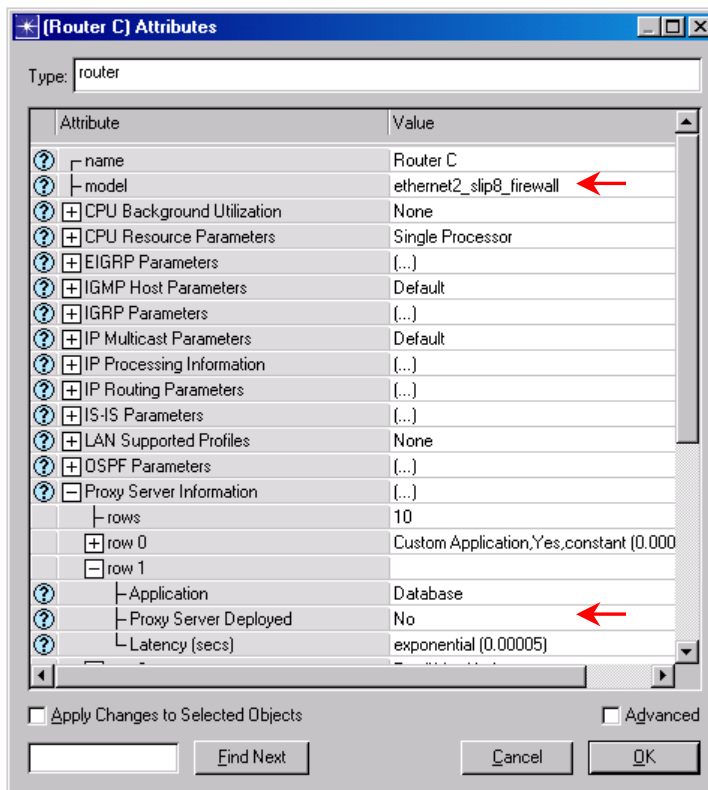 (Router C) Attributes
Type: router
Attribute Value
name Router C
model ethernet2_slip8_firewall
CPU Background Utilization None
CPU Resource Parameters Single Processor
EIGRP Parameters (...)
IGMP Host Parameters Default
IGRP Parameters (...)
IP Multicast Parameters Default
IP Processing Information (...)
IP Routing Parameters (...)
IS-IS Parameters (...)
LAN Supported Profiles None
OSPF Parameters (...)
Proxy Server Information (...)
rows 10
row 0 Custom Application,Yes,constant (0.000
row 1
Application Database
Proxy Server Deployed No
Latency (secs) exponential (0.00005)
Apply Changes to Selected Objects Advanced
Find Next Cancel OK